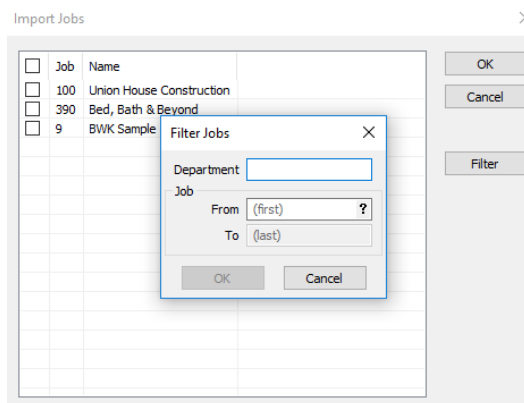 Import Jobs
Job Name
OK
100 Union House Construction
Cancel
390 Bed, Bath & Beyond
9 BWK Sample
Filter
Filter Jobs
Department
Job
From (first) ?
To (last)
OK Cancel